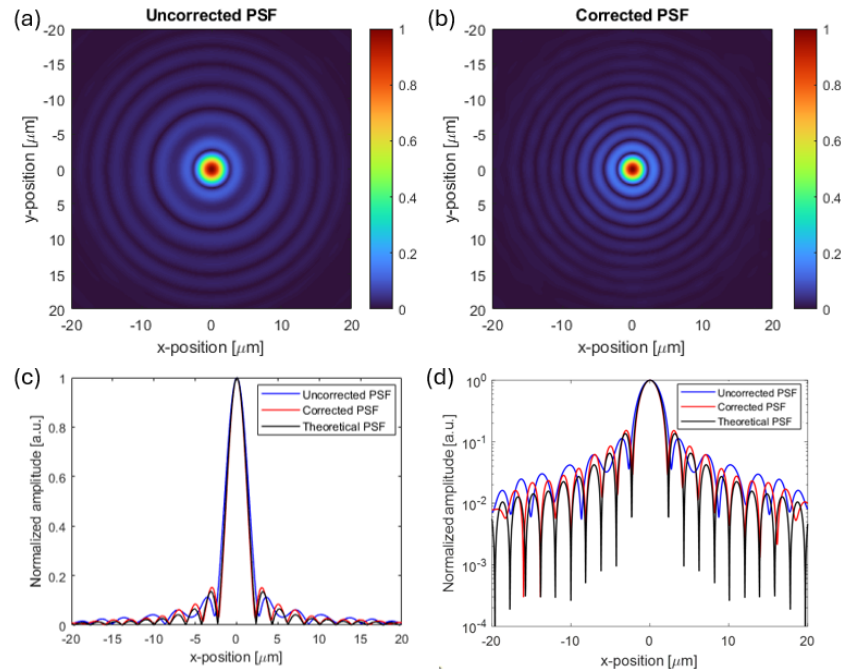 (a) Uncorrected PSF
-20
-15
-10
-5
0
5
10
15
20
y-position [μm]
-20 -10 0 10 20
x-position [μm]
1
0.8
0.6
0.4
0.2
0
(b) Corrected PSF
-20
-15
-10
-5
0
5
10
15
20
y-position [μm]
-20 -10 0 10 20
x-position [μm]
1
0.8
0.6
0.4
0.2
0
(c)
1
0.8
0.6
0.4
0.2
0
Normalized amplitude [a.u.]
Uncorrected PSF
Corrected PSF
Theoretical PSF
-20 -15 -10 -5 0 5 10 15 20
x-position [μm]
(d)
10⁰
10⁻¹
10⁻²
10⁻³
10⁻⁴
Normalized amplitude [a.u.]
Uncorrected PSF
Corrected PSF
Theoretical PSF
-20 -10 0 10 20
x-position [μm]